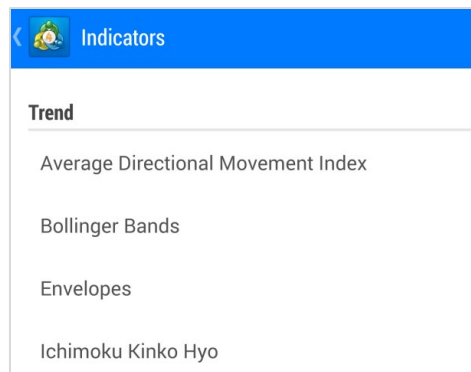 Indicators
Trend
Average Directional Movement Index
Bollinger Bands
Envelopes
Ichimoku Kinko Hyo